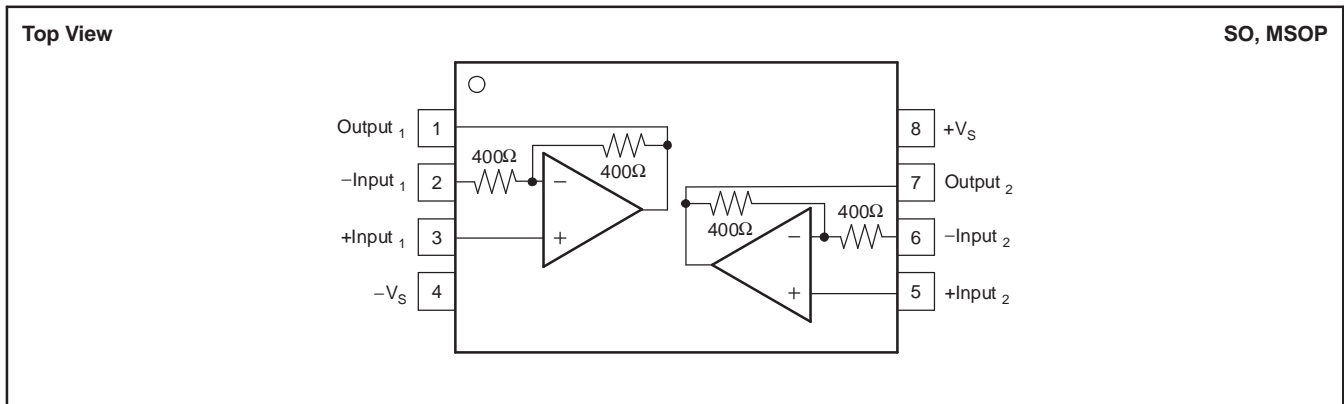 Top View
SO, MSOP
Output 1
1
−Input 1
2
+Input 1
3
−VS
4
400Ω
400Ω
−
+
400Ω
400Ω
−
+
8
+VS
7
Output 2
6
−Input 2
5
+Input 2